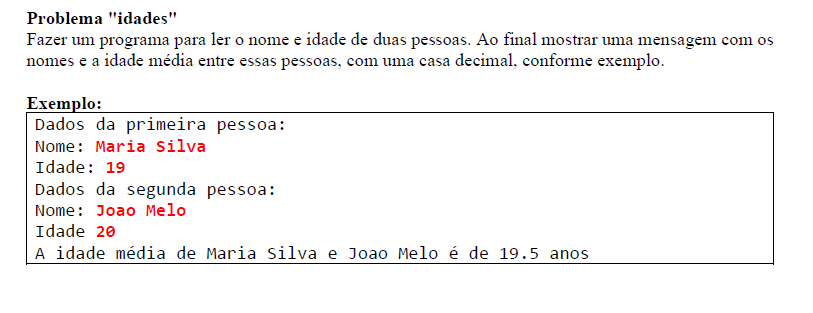 Problema "idades"
Fazer um programa para ler o nome e idade de duas pessoas. Ao final mostrar uma mensagem com os
nomes e a idade média entre essas pessoas, com uma casa decimal, conforme exemplo.
Exemplo:
Dados da primeira pessoa:
Nome: Maria Silva
Idade: 19
Dados da segunda pessoa:
Nome: Joao Melo
Idade 20
A idade média de Maria Silva e Joao Melo é de 19.5 anos